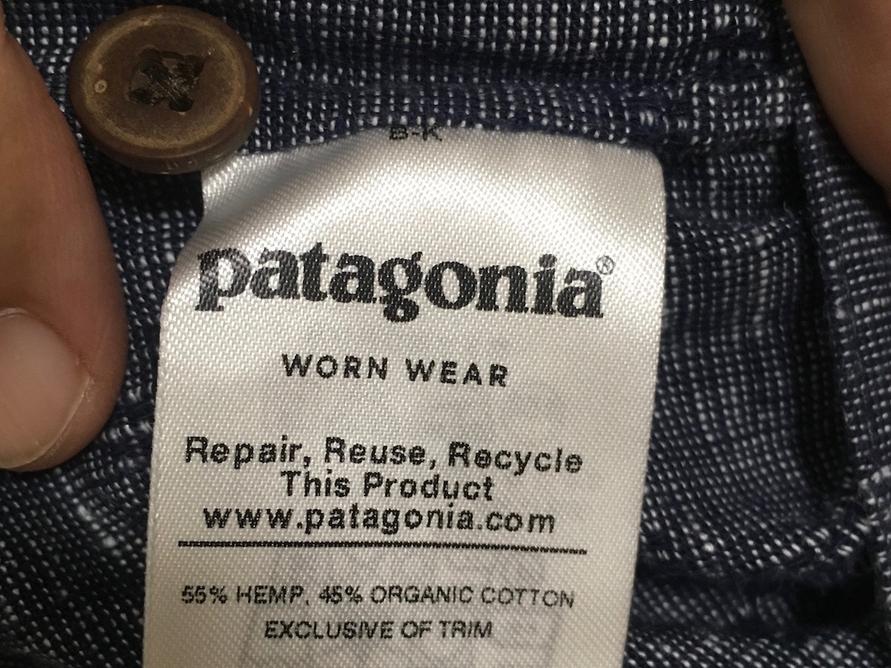 B-K
patagonia®
WORN WEAR
Repair, Reuse, Recycle
This Product
www.patagonia.com
55% HEMP, 45% ORGANIC COTTON
EXCLUSIVE OF TRIM